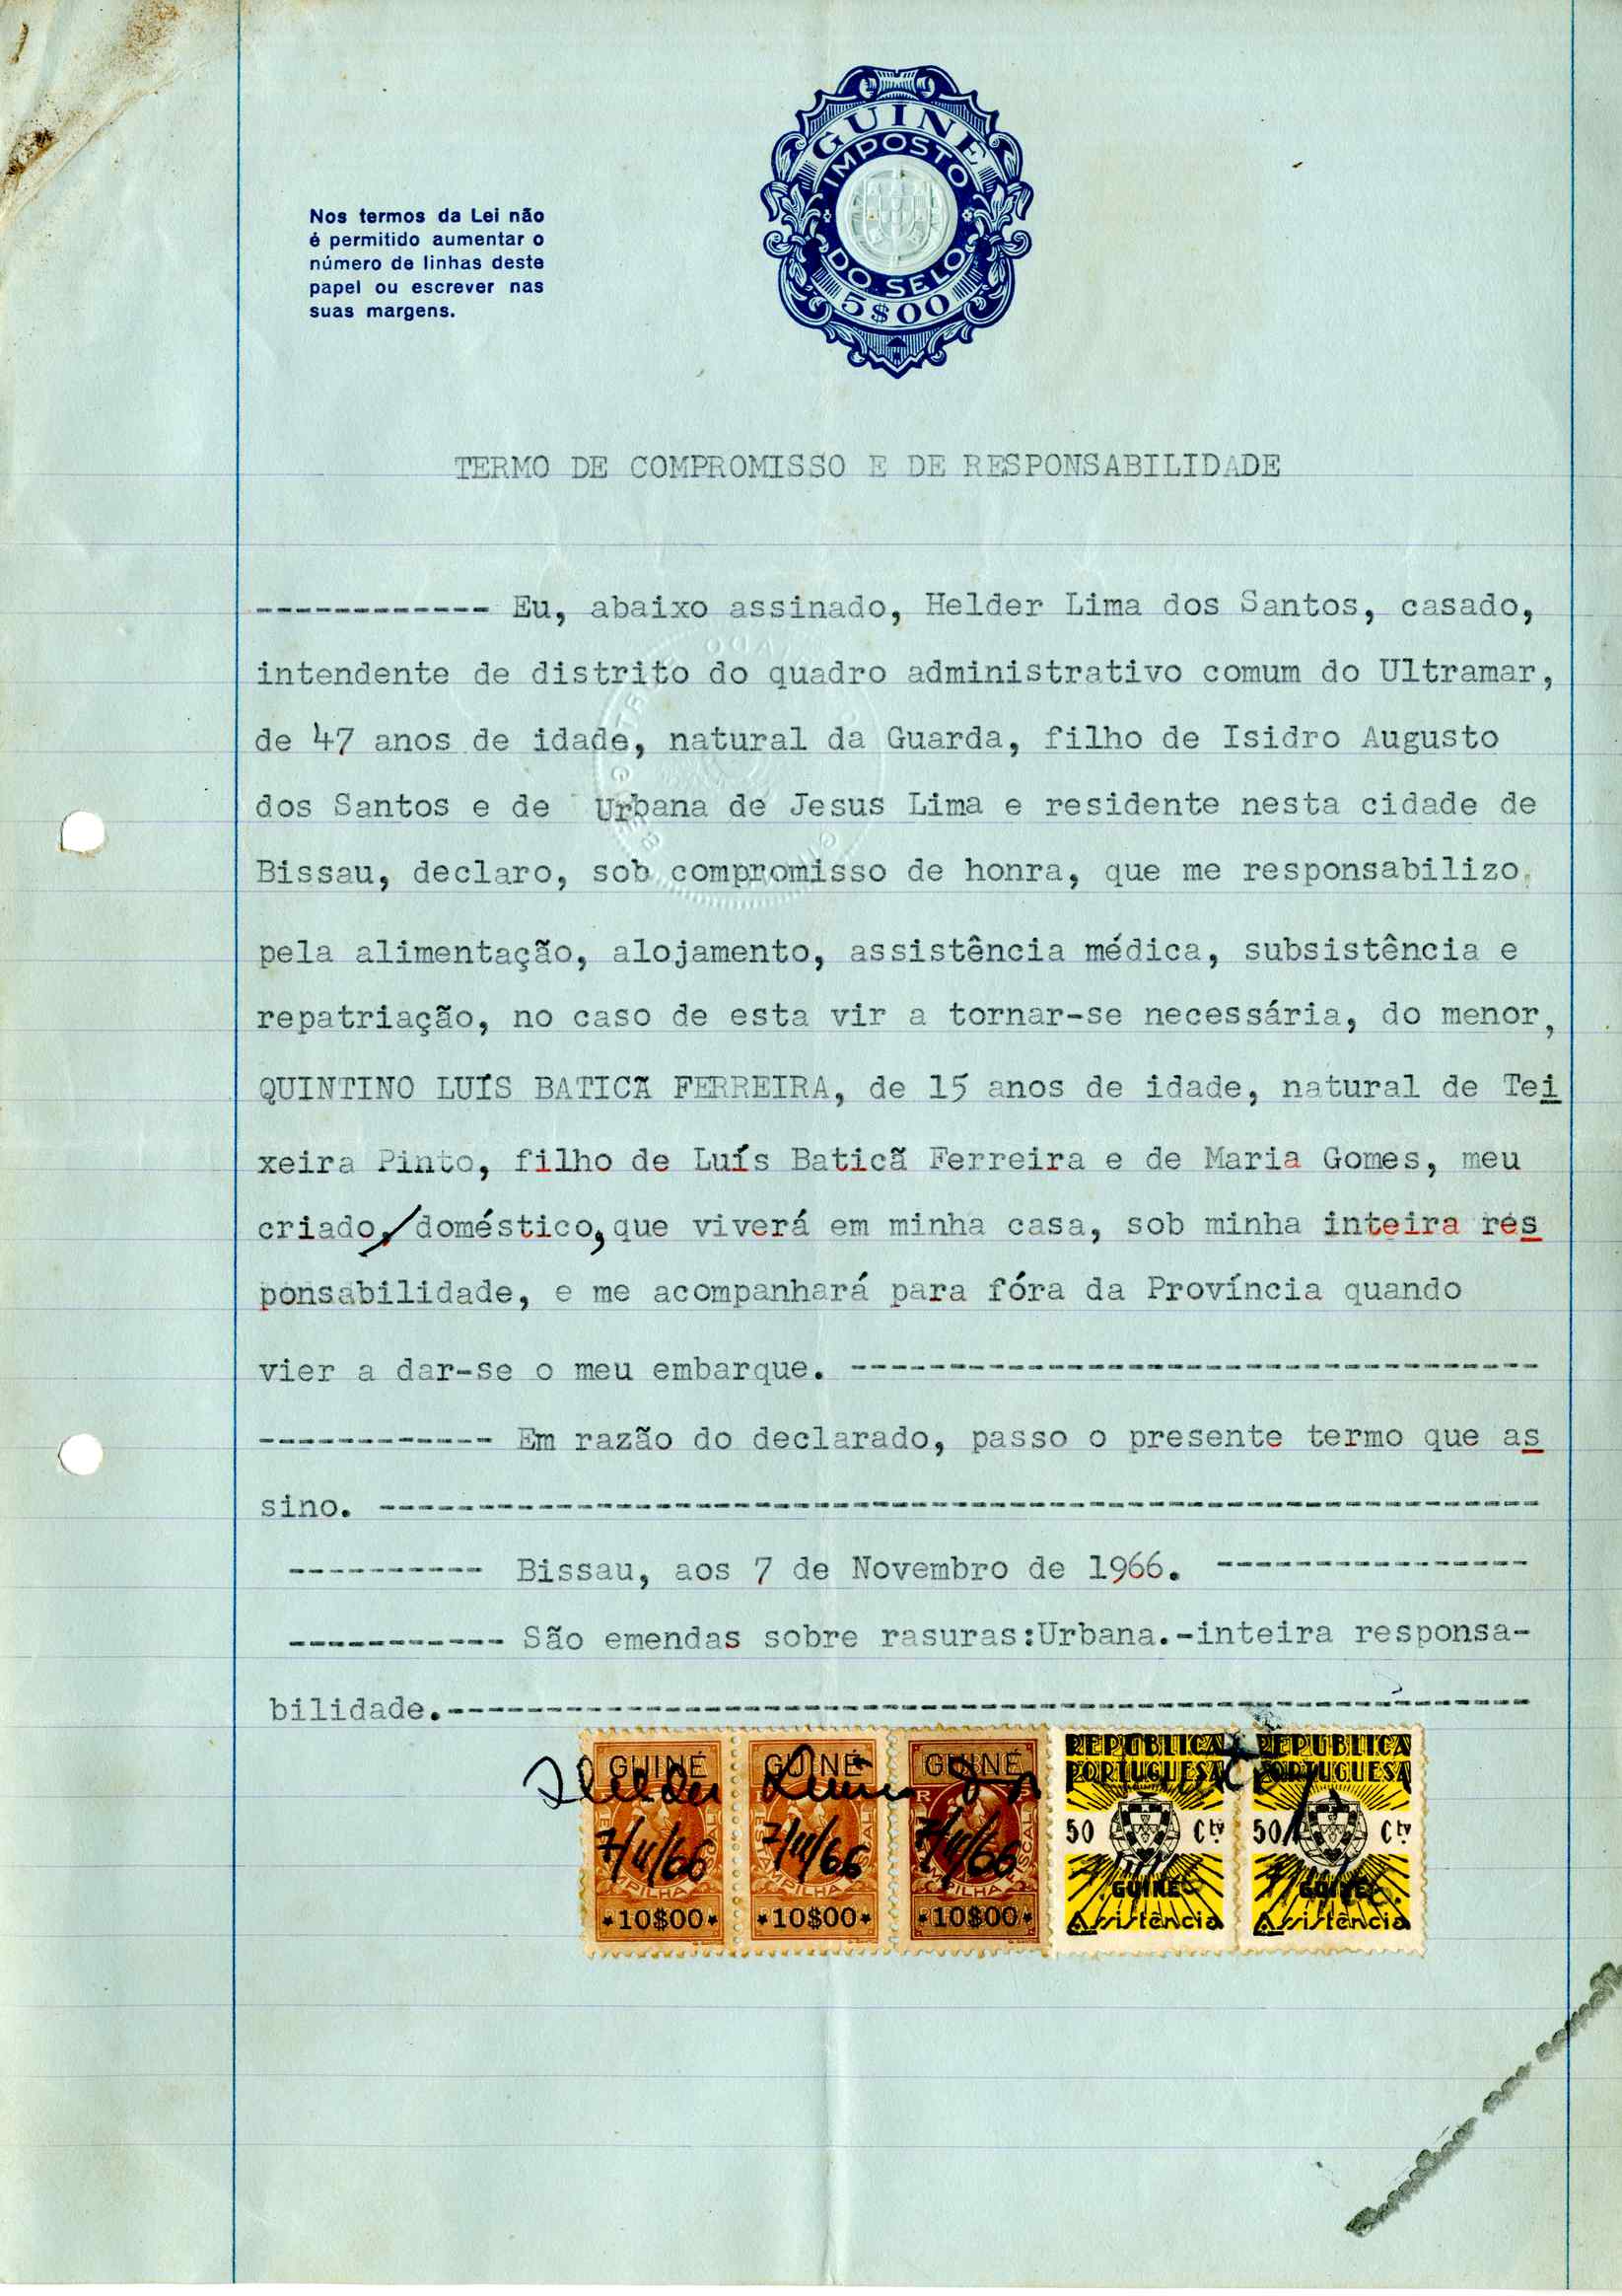 GUINÉ
IMPOSTO
DO SELO
5$00
Nos termos da Lei não
é permitido aumentar o
número de linhas deste
papel ou escrever nas
suas margens.
TERMO DE COMPROMISSO E DE RESPONSABILIDADE
------------ Eu, abaixo assinado, Helder Lima dos Santos, casado,
intendente de distrito do quadro administrativo comum do Ultramar,
de 47 anos de idade, natural da Guarda, filho de Isidro Augusto
dos Santos e de Urbana de Jesus Lima e residente nesta cidade de
Bissau, declaro, sob compromisso de honra, que me responsabilizo
pela alimentação, alojamento, assistência médica, subsistência e
repatriação, no caso de esta vir a tornar-se necessária, do menor,
QUINTINO LUÍS BATICÃ FERREIRA, de 15 anos de idade, natural de Tei
xeira Pinto, filho de Luís Baticã Ferreira e de Maria Gomes, meu
criado,/doméstico,que viverá em minha casa, sob minha inteira res
ponsabilidade, e me acompanhará para fóra da Província quando
vier a dar-se o meu embarque. -----------------------------------
------------ Em razão do declarado, passo o presente termo que as
sino. -----------------------------------------------------------
---------- Bissau, aos 7 de Novembro de 1966. ----------------
----------- São emendas sobre rasuras:Urbana.-inteira responsa-
bilidade.-------------------------------------------------------
GUINÉ GUINÉ GUINÉ REPUBLICA PORTUGUESA REPUBLICA PORTUGUESA
Helder Lima dos Santos
50 Ctv 50 Ctv
7/11/66 7/11/66 7/11/66
GUINÉ GUINÉ
*10$00* *10$00* *10$00* Assistência Assistência